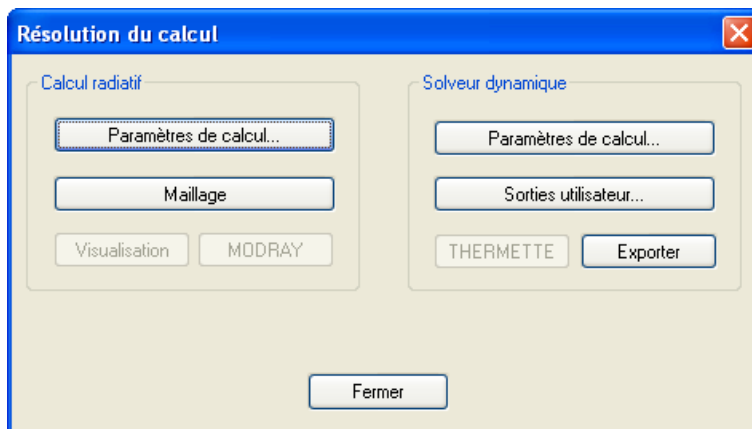 Résolution du calcul
Calcul radiatif
Paramètres de calcul...
Maillage
Visualisation
MODRAY
Solveur dynamique
Paramètres de calcul...
Sorties utilisateur...
THERMETTE
Exporter
Fermer